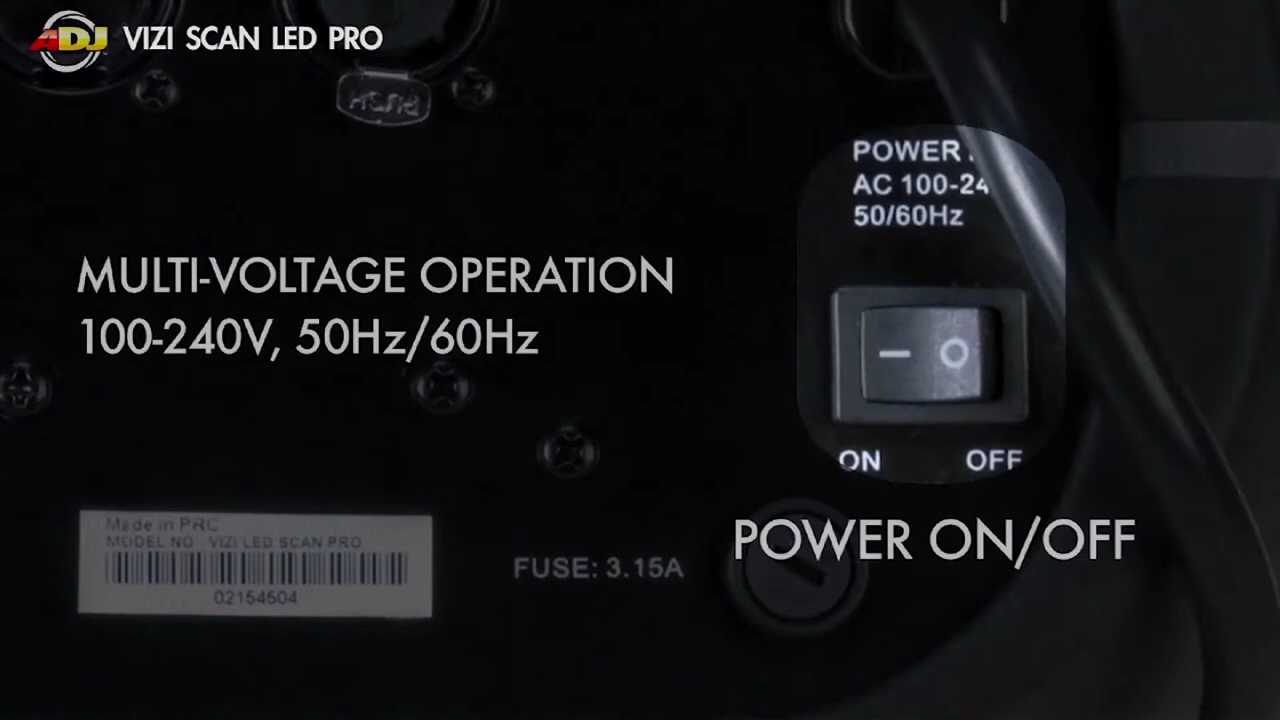 ADJ VIZI SCAN LED PRO
PUSH
POWER
AC 100-24
50/60Hz
MULTI-VOLTAGE OPERATION
100-240V, 50Hz/60Hz
ON OFF
POWER ON/OFF
Made in PRC
MODEL NO : VIZI LED SCAN PRO
02154504
FUSE: 3.15A